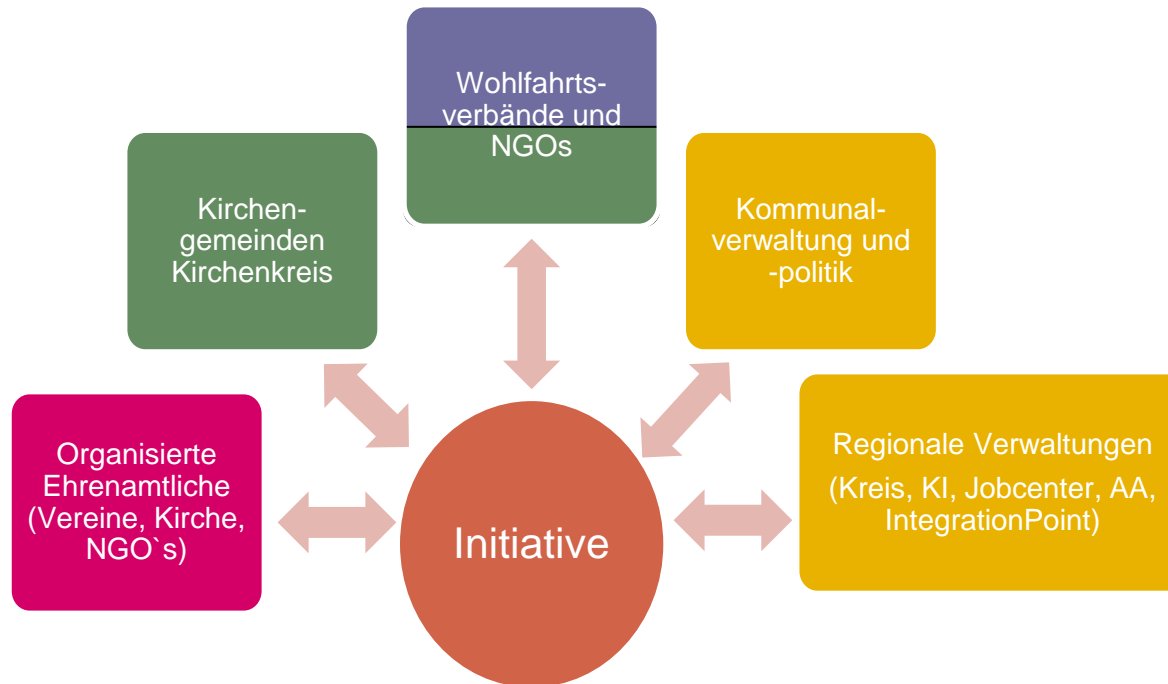 Wohlfahrts-
verbände und
NGOs
Kirchen-
gemeinden
Kirchenkreis
Kommunal-
verwaltung und
-politik
Organisierte
Ehrenamtliche
(Vereine, Kirche,
NGO`s)
Regionale Verwaltungen
(Kreis, KI, Jobcenter, AA,
IntegrationPoint)
Initiative